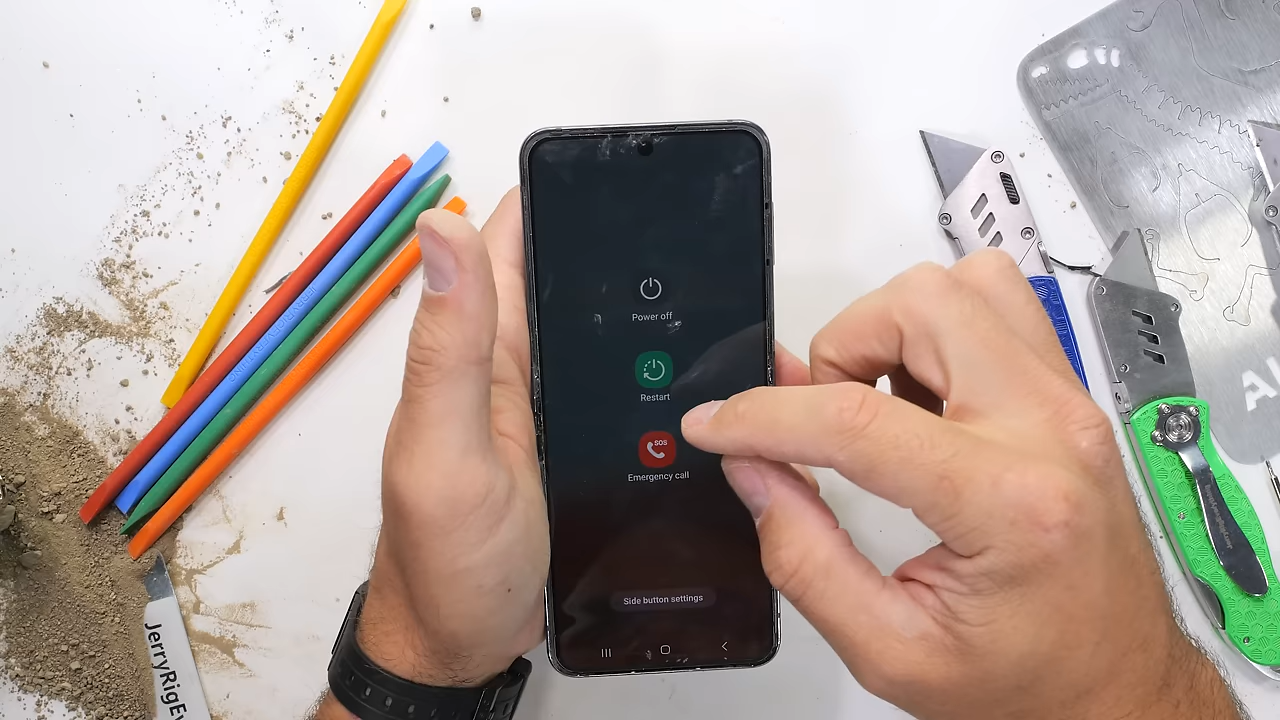 Power off
Restart
SOS
Emergency call
Side button settings
JerryRigEv